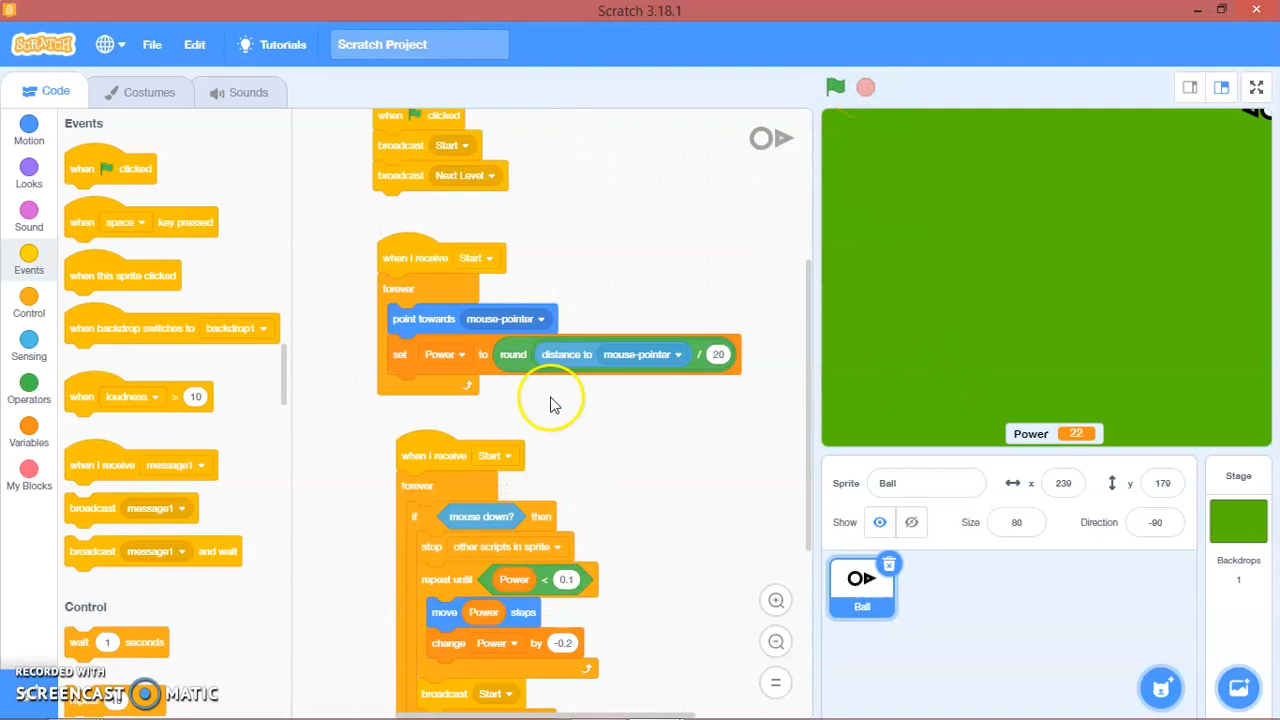 Scratch 3.18.1
SCRATCH File Edit Tutorials Scratch Project
Code Costumes Sounds
Motion
Looks
Sound
Events
Control
Sensing
Operators
Variables
My Blocks
Events
when clicked
when space key pressed
when this sprite clicked
when backdrop switches to backdrop1
when loudness > 10
when I receive message1
broadcast message1
broadcast message1 and wait
Control
wait 1 seconds
when clicked
broadcast Start
broadcast Next Level
when I receive Start
forever
point towards mouse-pointer
set Power to round distance to mouse-pointer / 20
when I receive Start
forever
if mouse down? then
stop other scripts in sprite
repeat until Power < 0.1
move Power steps
change Power by -0.2
broadcast Start
Power 22
Sprite Ball x 239 y 179
Show Size 80 Direction -90
Ball
Stage
Backdrops
1
RECORDED WITH
SCREENCAST MATIC